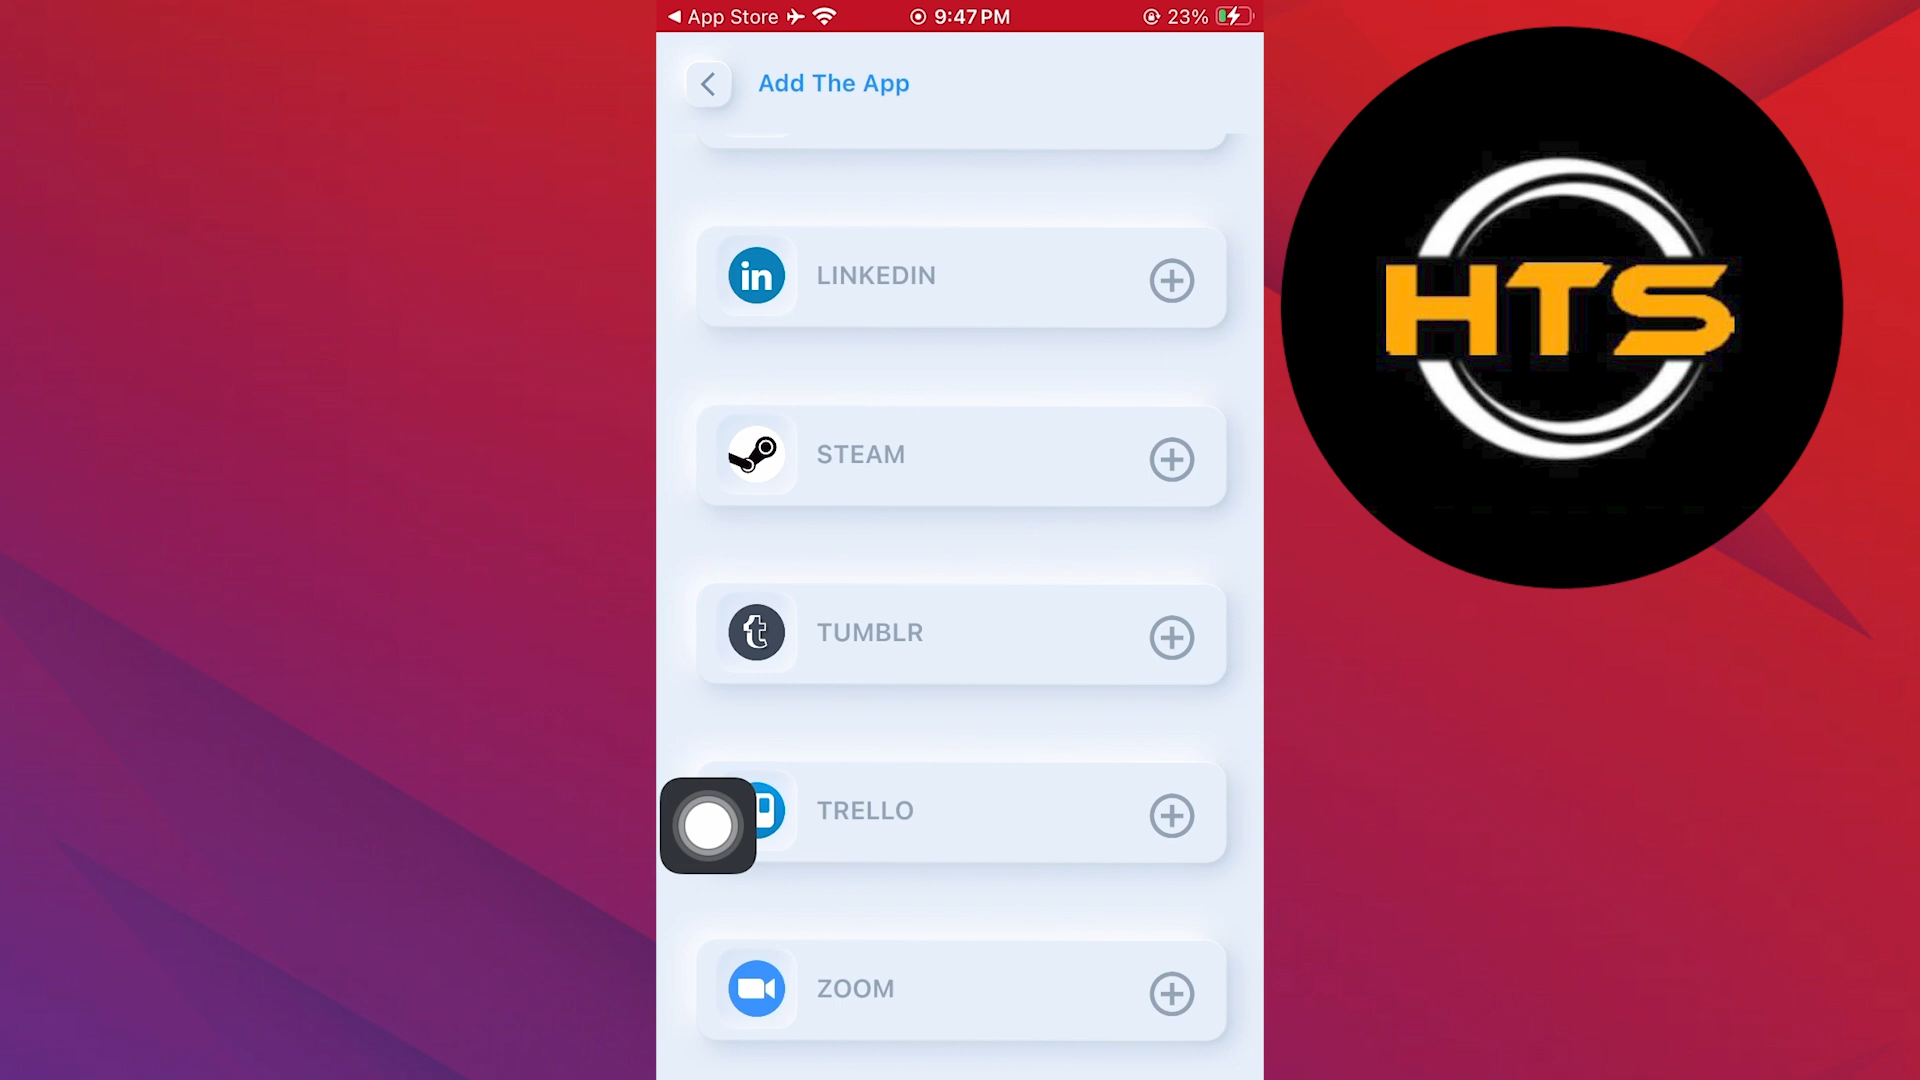 App Store
9:47 PM
23%
Add The App
in
LINKEDIN
STEAM
t
TUMBLR
TRELLO
ZOOM
HTS